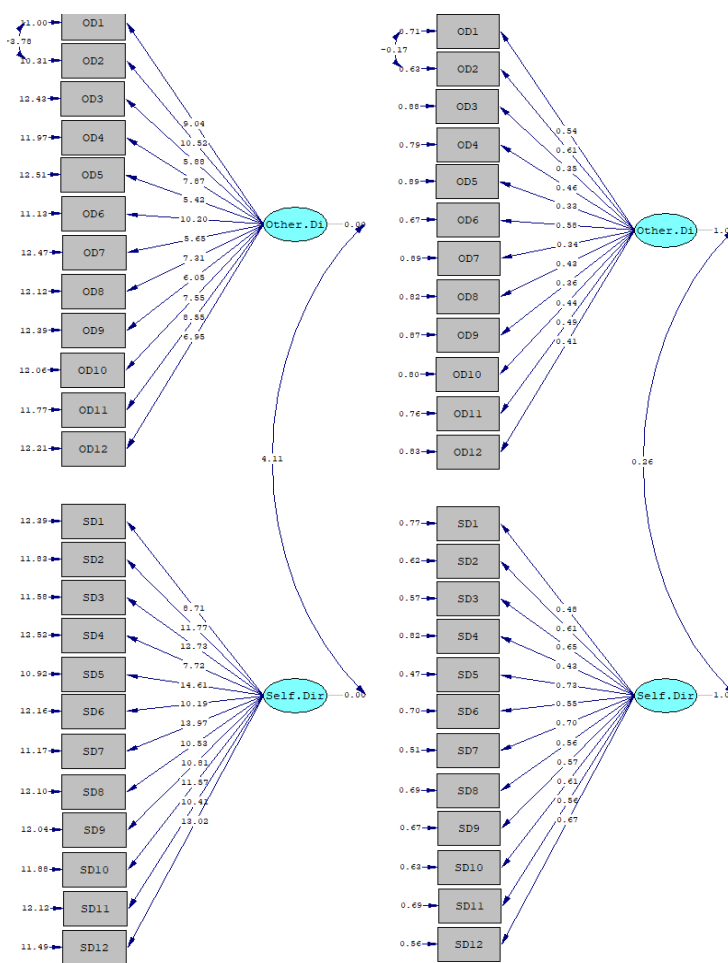 11.00 OD1
-3.78
10.31 OD2
12.43 OD3
11.97 OD4
12.51 OD5
11.13 OD6
12.47 OD7
12.12 OD8
12.39 OD9
12.06 OD10
11.77 OD11
12.21 OD12
9.04
10.52
5.88
7.87
5.42
10.20
5.65
7.31
6.05
7.55
8.55
6.95
Other.Di 0.00
4.11
12.39 SD1
11.83 SD2
11.58 SD3
12.52 SD4
10.92 SD5
12.16 SD6
11.17 SD7
12.10 SD8
12.04 SD9
11.88 SD10
12.12 SD11
11.49 SD12
8.71
11.77
12.73
7.72
14.61
10.19
13.97
10.53
10.81
11.57
10.41
13.02
Self.Dir 0.00
0.71 OD1
-0.17
0.63 OD2
0.88 OD3
0.79 OD4
0.89 OD5
0.67 OD6
0.89 OD7
0.82 OD8
0.87 OD9
0.80 OD10
0.76 OD11
0.83 OD12
0.54
0.61
0.35
0.46
0.33
0.58
0.34
0.43
0.36
0.44
0.49
0.41
Other.Di 1.0
0.26
0.77 SD1
0.62 SD2
0.57 SD3
0.82 SD4
0.47 SD5
0.70 SD6
0.51 SD7
0.69 SD8
0.67 SD9
0.63 SD10
0.69 SD11
0.56 SD12
0.48
0.61
0.65
0.43
0.73
0.55
0.70
0.56
0.57
0.61
0.56
0.67
Self.Dir 1.0